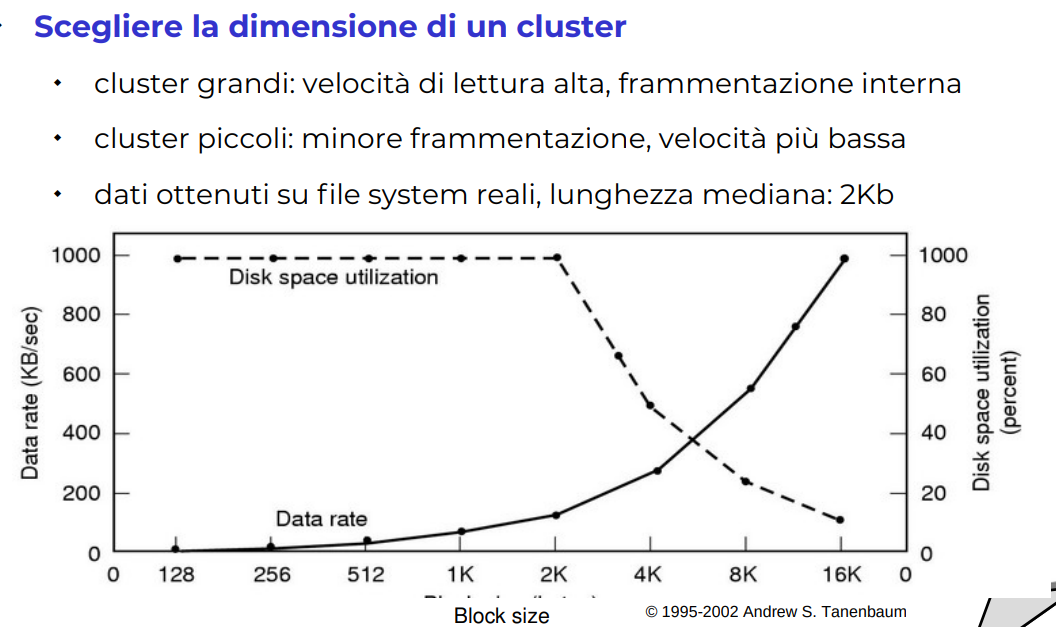 Scegliere la dimensione di un cluster
cluster grandi: velocità di lettura alta, frammentazione interna
cluster piccoli: minore frammentazione, velocità più bassa
dati ottenuti su file system reali, lunghezza mediana: 2Kb
1000
800
600
400
200
0
Data rate (KB/sec)
Disk space utilization
Data rate
1000
80
60
40
20
0
Disk space utilization
(percent)
0 128 256 512 1K 2K 4K 8K 16K 0
Block size
© 1995-2002 Andrew S. Tanenbaum